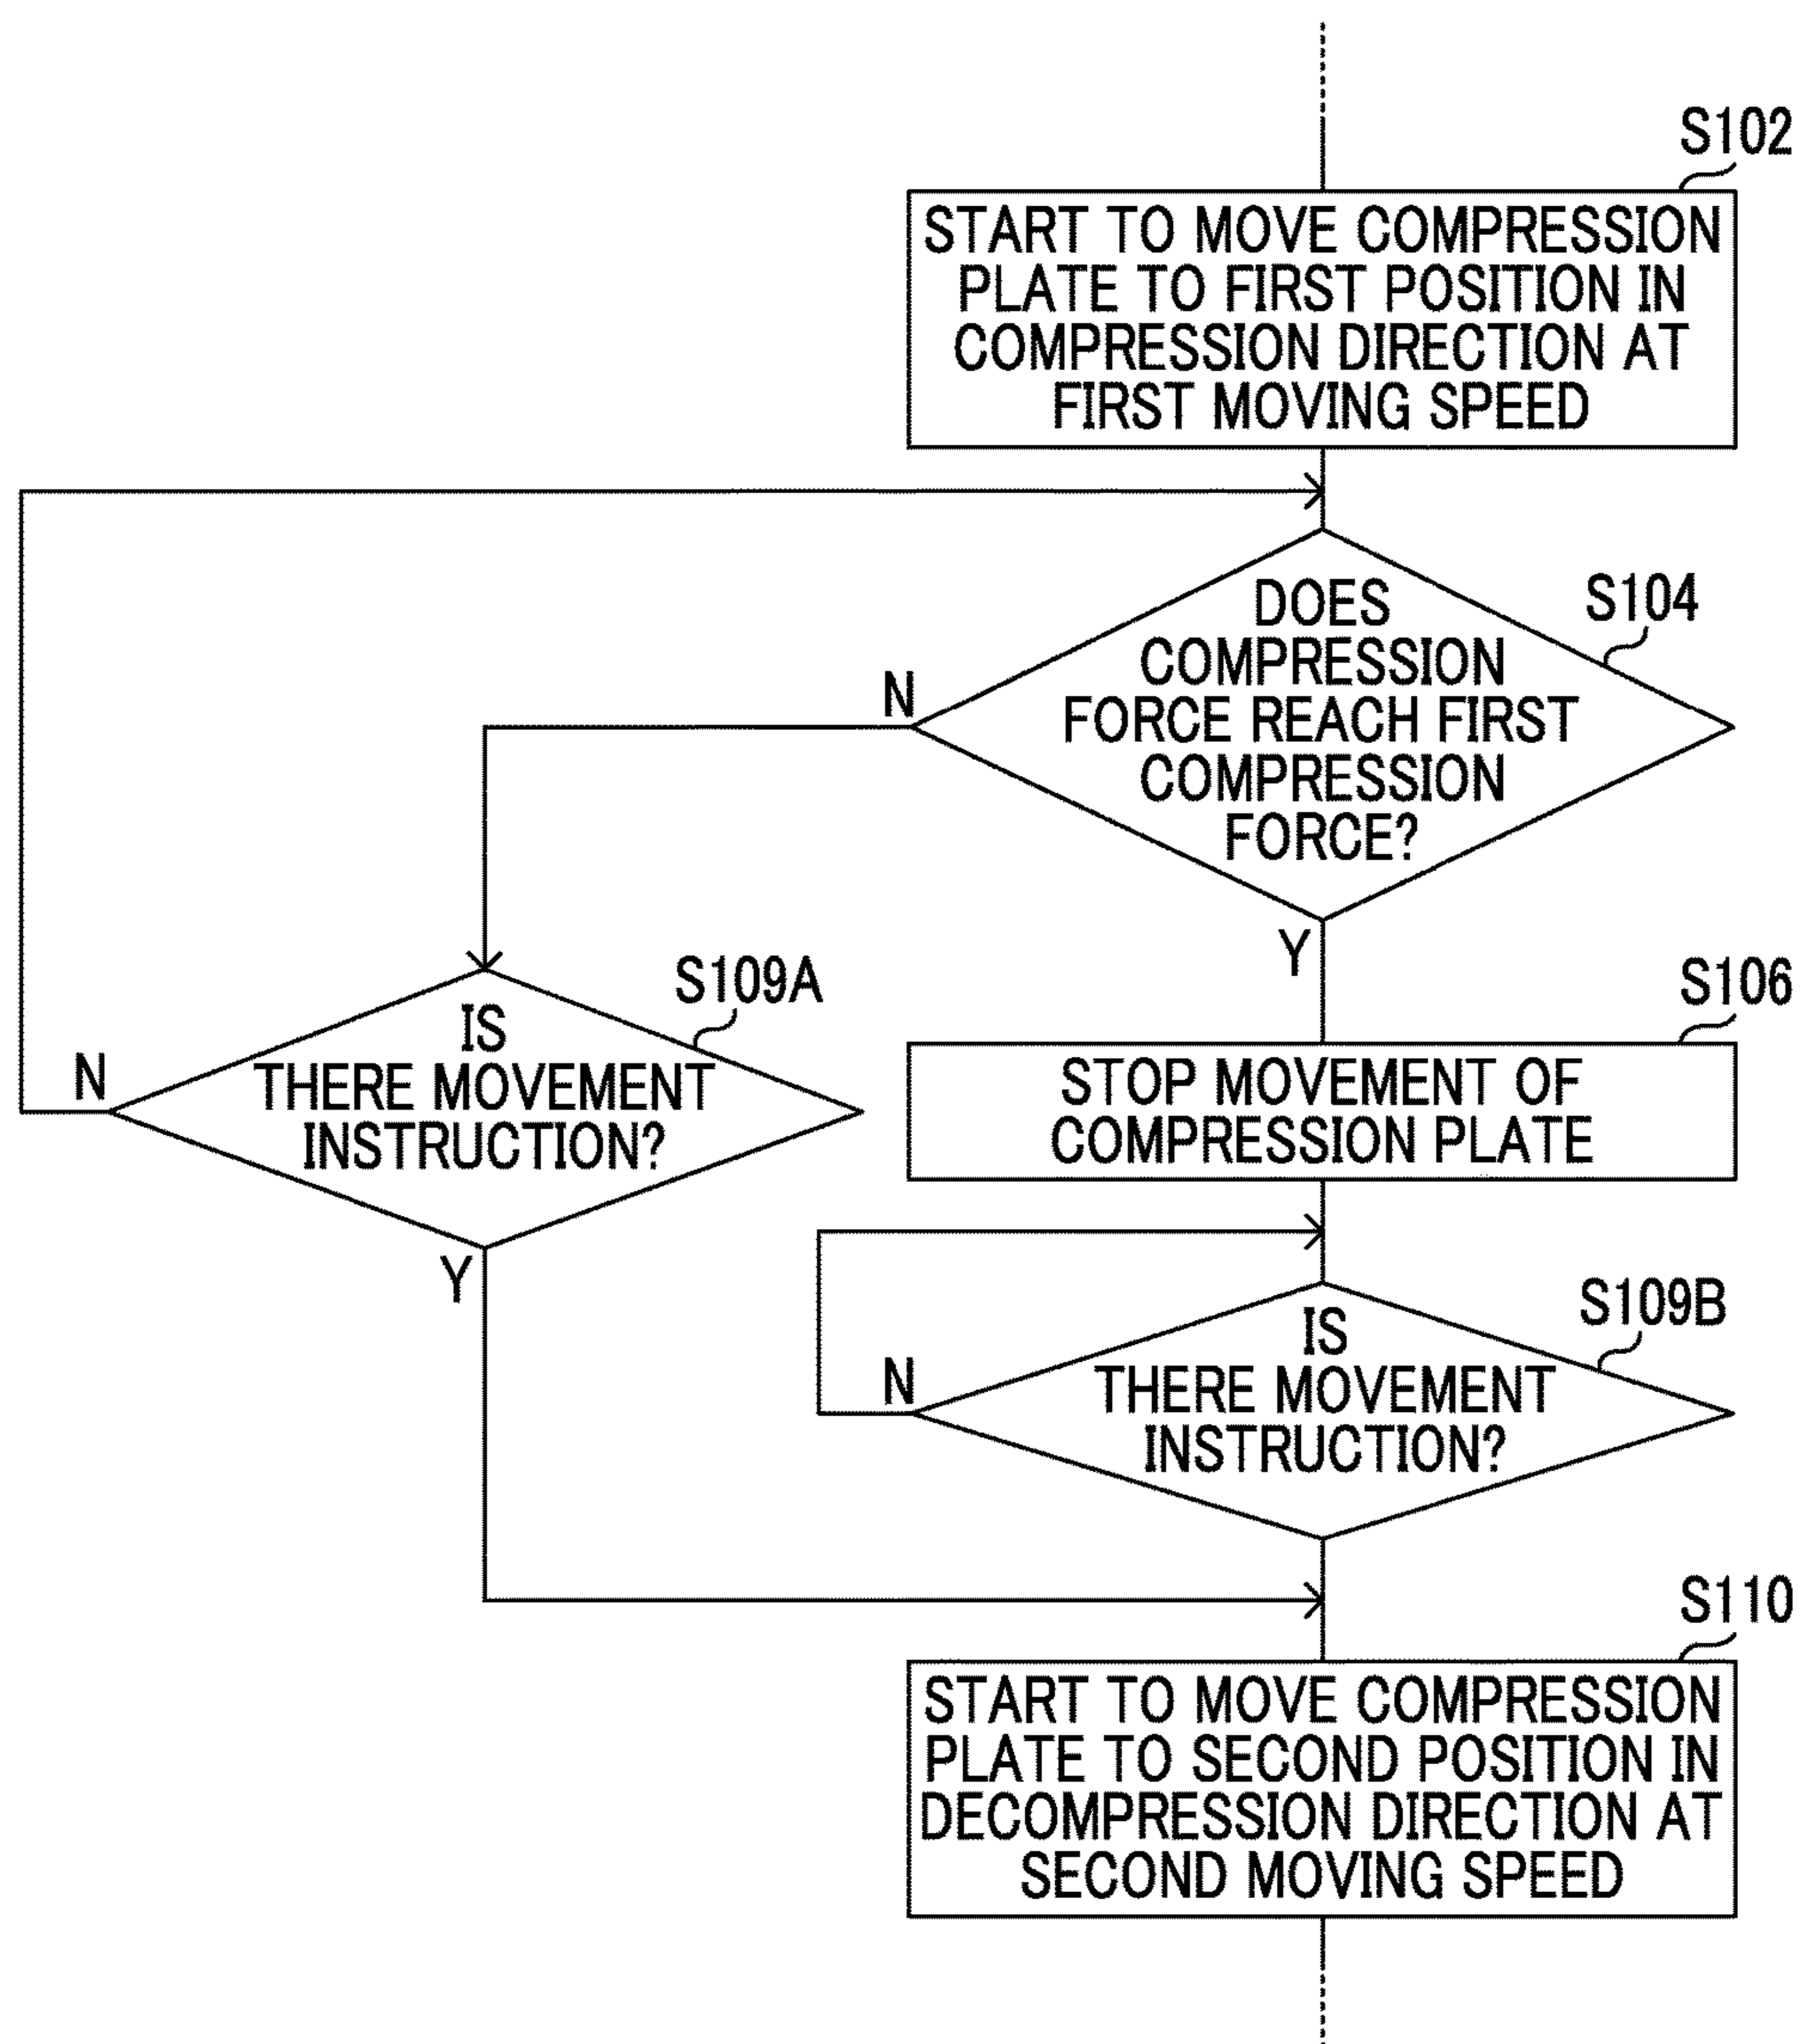 S102
START TO MOVE COMPRESSION
PLATE TO FIRST POSITION IN
COMPRESSION DIRECTION AT
FIRST MOVING SPEED
S104
DOES
COMPRESSION
FORCE REACH FIRST
COMPRESSION
FORCE?
N
Y
S109A
IS
THERE MOVEMENT
INSTRUCTION?
N
Y
S106
STOP MOVEMENT OF
COMPRESSION PLATE
S109B
IS
THERE MOVEMENT
INSTRUCTION?
N
S110
START TO MOVE COMPRESSION
PLATE TO SECOND POSITION IN
DECOMPRESSION DIRECTION AT
SECOND MOVING SPEED